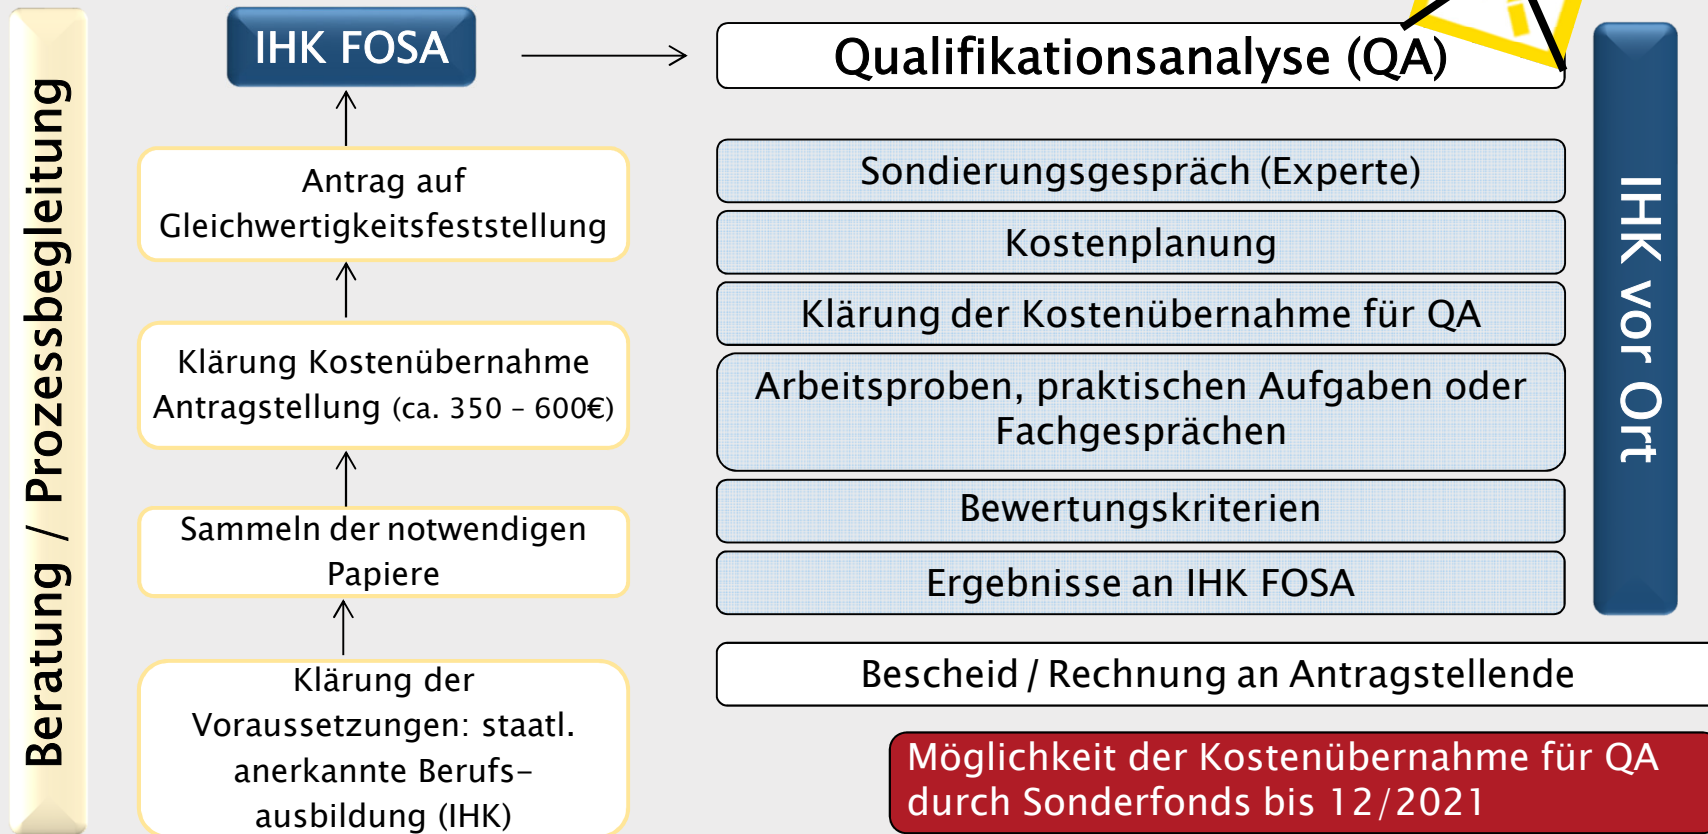 Beratung / Prozessbegleitung
IHK FOSA
Antrag auf
Gleichwertigkeitsfeststellung
Klärung Kostenübernahme
Antragstellung (ca. 350 – 600€)
Sammeln der notwendigen
Papiere
Klärung der
Voraussetzungen: staatl.
anerkannte Berufs-
ausbildung (IHK)
Qualifikationsanalyse (QA)
Sondierungsgespräch (Experte)
Kostenplanung
Klärung der Kostenübernahme für QA
Arbeitsproben, praktischen Aufgaben oder
Fachgesprächen
Bewertungskriterien
Ergebnisse an IHK FOSA
IHK vor Ort
Bescheid / Rechnung an Antragstellende
Möglichkeit der Kostenübernahme für QA
durch Sonderfonds bis 12/2021